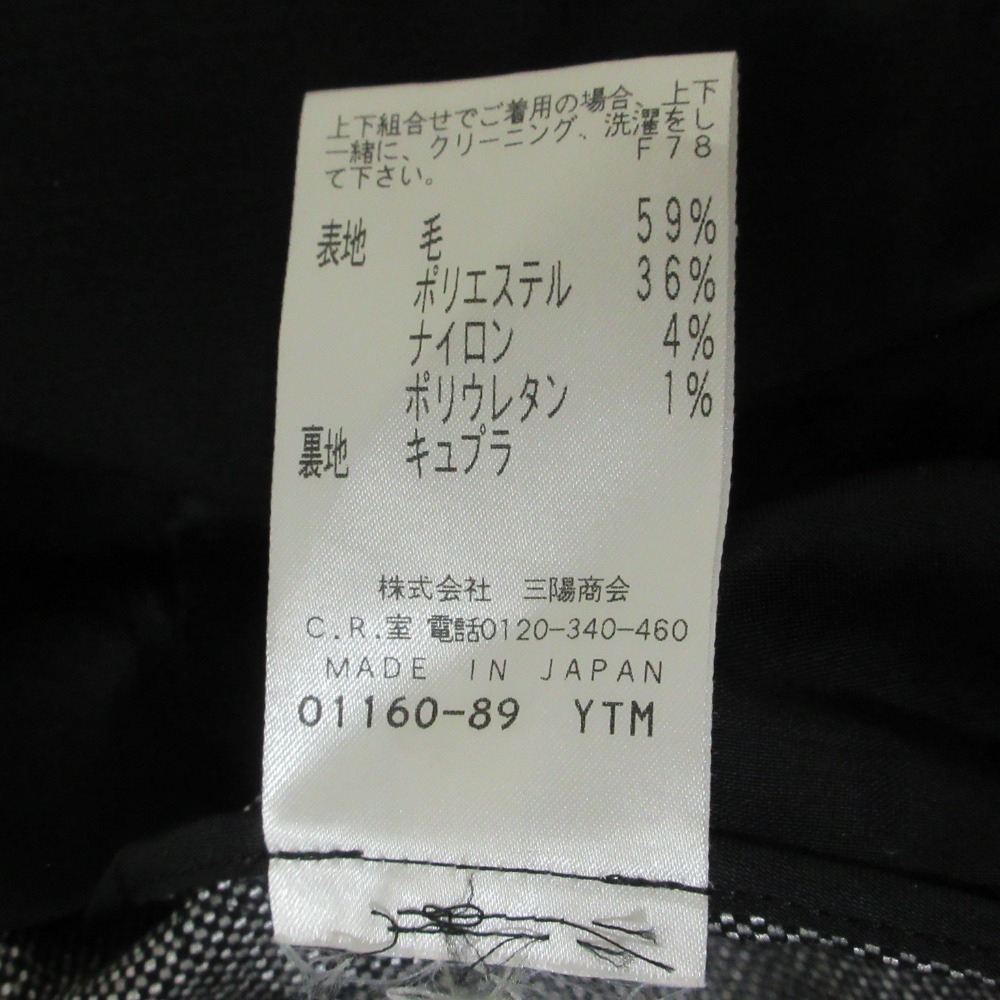 上下組合せでご着用の場合、上下
一緒に、クリーニング、洗濯をし
て下さい。 F78
表地 毛 59%
ポリエステル 36%
ナイロン 4%
ポリウレタン 1%
裏地 キュプラ
株式会社 三陽商会
C.R.室 電話0120-340-460
MADE IN JAPAN
01160-89 YTM